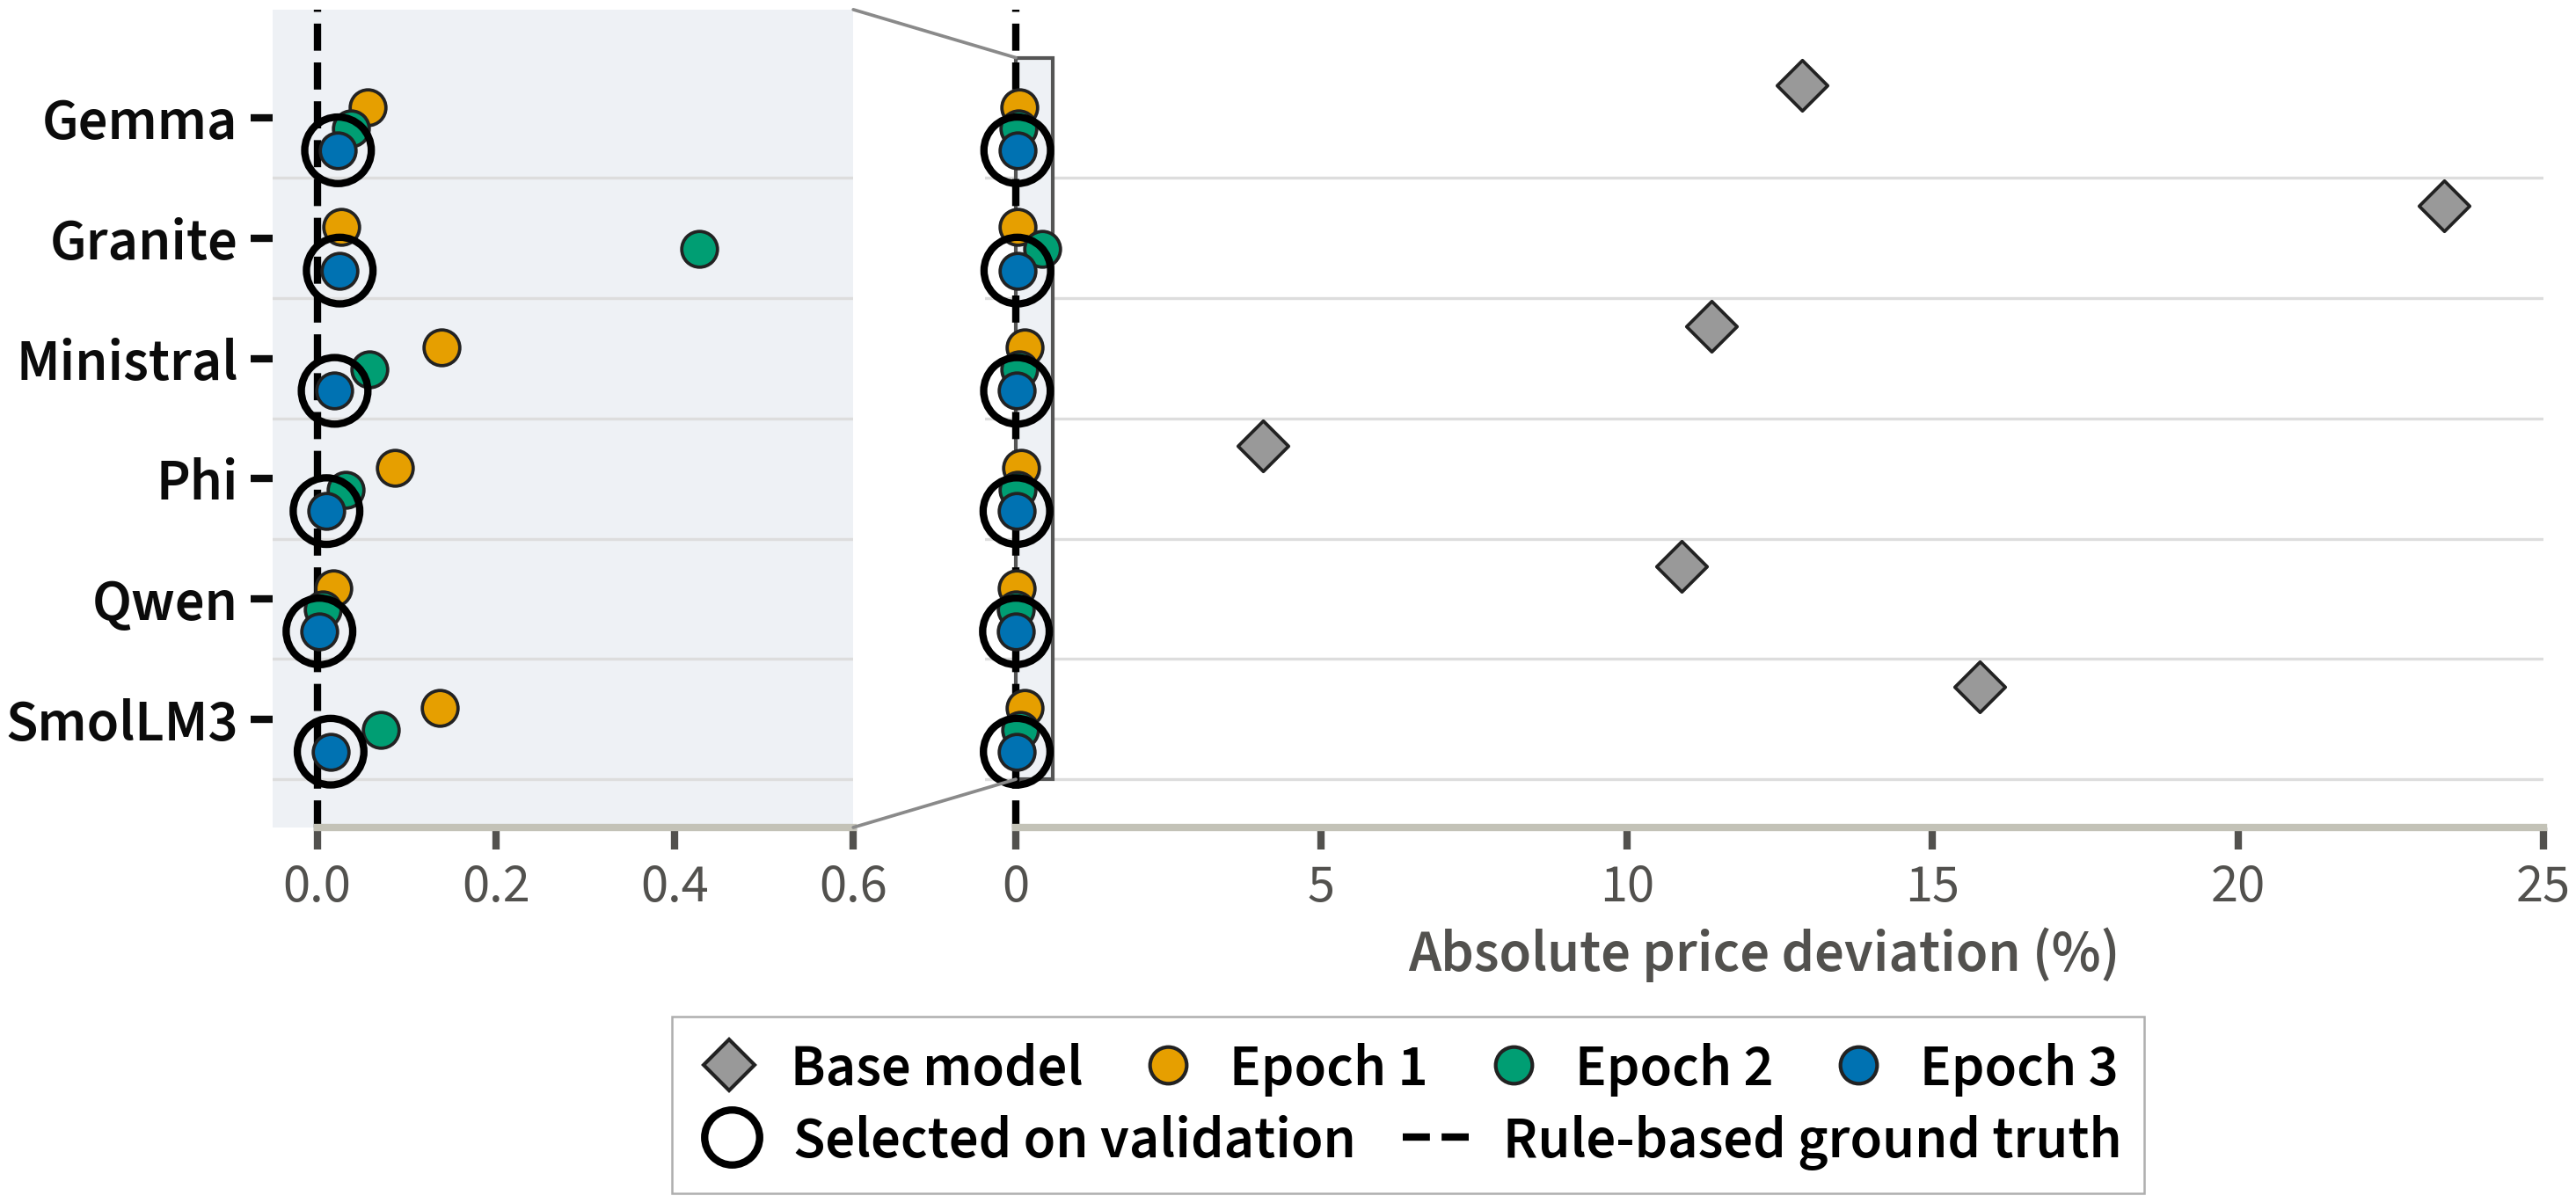 Gemma
Granite
Ministral
Phi
Qwen
SmolLM3
0.0 0.2 0.4 0.6 0 5 10 15 20 25
Absolute price deviation (%)
Base model Epoch 1 Epoch 2 Epoch 3
Selected on validation Rule-based ground truth